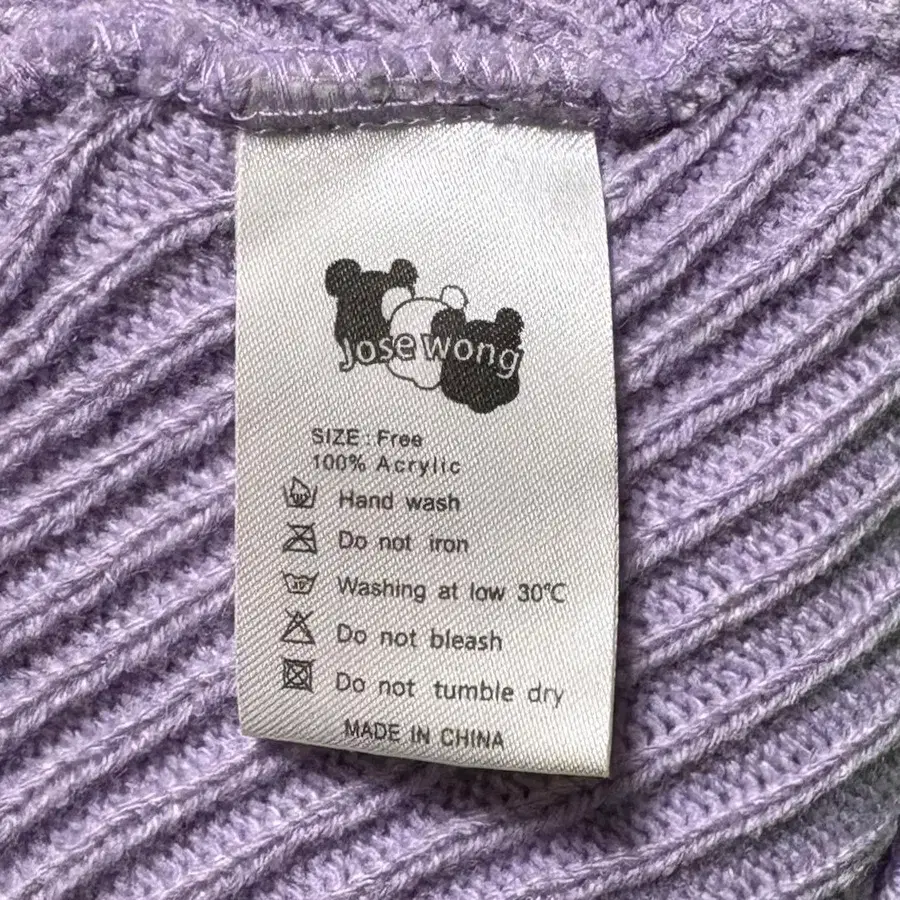 Jose wong
SIZE : Free
100% Acrylic
Hand wash
Do not iron
Washing at low 30℃
Do not bleash
Do not tumble dry
MADE IN CHINA